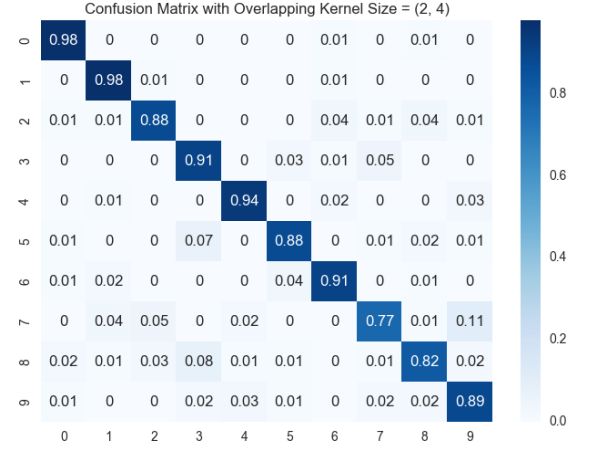 Confusion Matrix with Overlapping Kernel Size = (2, 4)
0 0.98 0 0 0 0 0 0.01 0 0.01 0
1 0 0.98 0.01 0 0 0 0.01 0 0 0
2 0.01 0.01 0.88 0 0 0 0.04 0.01 0.04 0.01
3 0 0 0 0.91 0 0.03 0.01 0.05 0 0
4 0 0.01 0 0 0.94 0 0.02 0 0 0.03
5 0.01 0 0 0.07 0 0.88 0 0.01 0.02 0.01
6 0.01 0.02 0 0 0 0.04 0.91 0 0.01 0
7 0 0.04 0.05 0 0.02 0 0 0.77 0.01 0.11
8 0.02 0.01 0.03 0.08 0.01 0.01 0 0.01 0.82 0.02
9 0.01 0 0 0.02 0.03 0.01 0 0.02 0.02 0.89
0 1 2 3 4 5 6 7 8 9
0.8
0.6
0.4
0.2
0.0